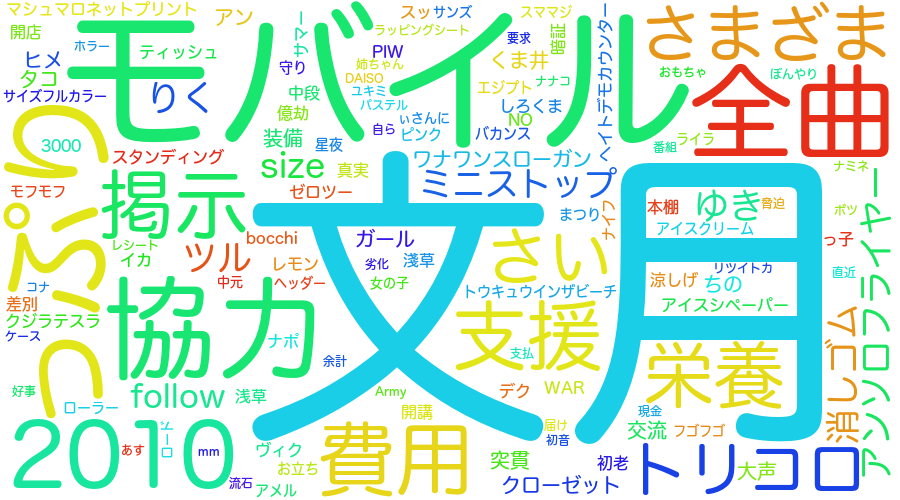 マシュマロネットプリント
アン
サマー
スッ
サンズ
スママジ
ヘイトデモカウンター
さまざま
開店
ホラー
ティッシュ
モバイル
ラッピングシート
要求
暗証
ヒメ
PIW
姉ちゃん
くま井
おもちゃ
ぼんやり
タコ
守り
DAISO
エジプト
ナナコ
全曲
サイズフルカラー
りく
中段
ユキミ
パステル
しろくま
億劫
NO
っぷり
3000
装備
星夜
自ら
ぃさんに
ピンク
バカンス
番組
ライラ
スタンディング
size
真実
ワナワンスローガン
ナミネ
モフモフ
掲示
ゼロツー
ミニストップ
文月
本棚
ゆき
脅迫
ボッ
まつり
ナイフ
アイスクリーム
レシート
イカ
ツル
bocchi
ガール
浅草
さい
っ子
コナ
レモン
劣化
淺草
リツイトカ
直近
中元
ヘッダー
女の子
涼しげ
ちの
差別
協力
トウキュウインザビーチ
アイスシペーパー
クジラテスラ
ケース
ナポ
支援
消しゴム
アンソロフライヤー
余計
支払
栄養
好事
follow
Army
デク
WAR
ローラー
開講
現金
2010
費用
届け
初音
交流
フゴフゴ
あす
ソーロ
mm
ヴィク
お立ち
突貫
初老
トリコロ
大声
流石
アメル
クローゼット